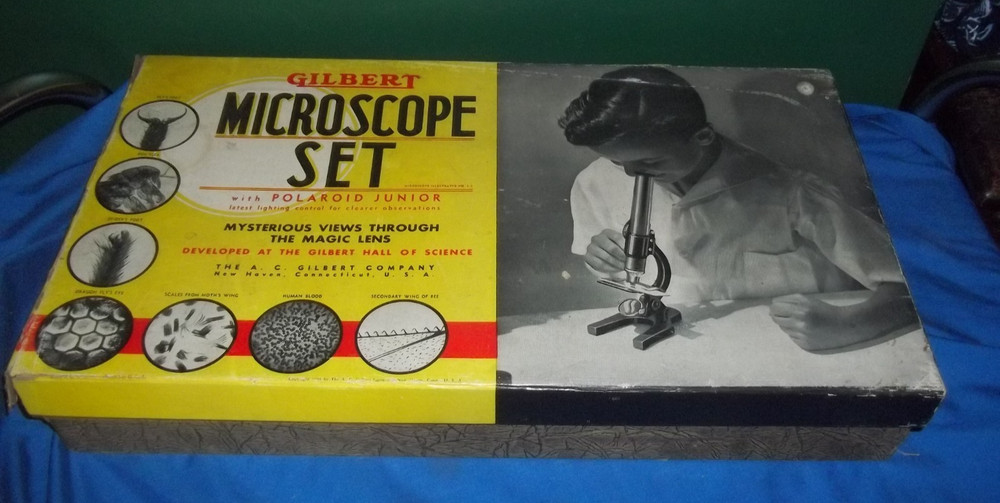 GILBERT
MICROSCOPE
SET
with POLAROID JUNIOR
latest lighting control for clearer observations
MYSTERIOUS VIEWS THROUGH
THE MAGIC LENS
DEVELOPED AT THE GILBERT HALL OF SCIENCE
THE A. C. GILBERT COMPANY
New Haven, Connecticut, U. S. A.
SCALES FROM MOTH'S WING
HUMAN BLOOD
SECONDARY WING OF BEE